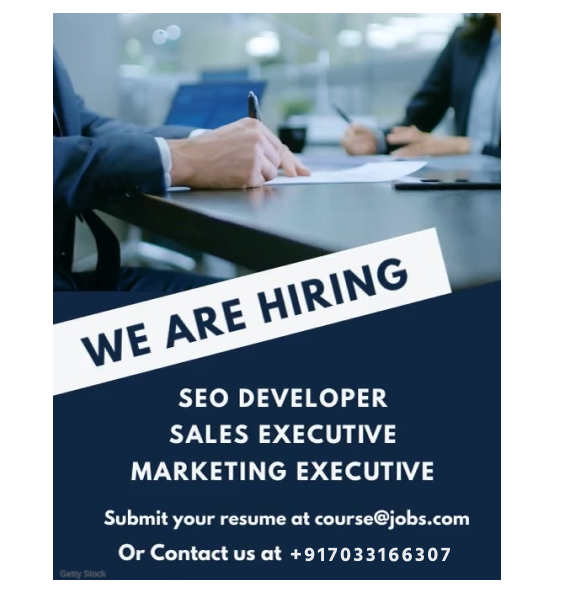 WE ARE HIRING
SEO DEVELOPER
SALES EXECUTIVE
MARKETING EXECUTIVE
Submit your resume at course@jobs.com
Or Contact us at +917033166307
Getty Stock